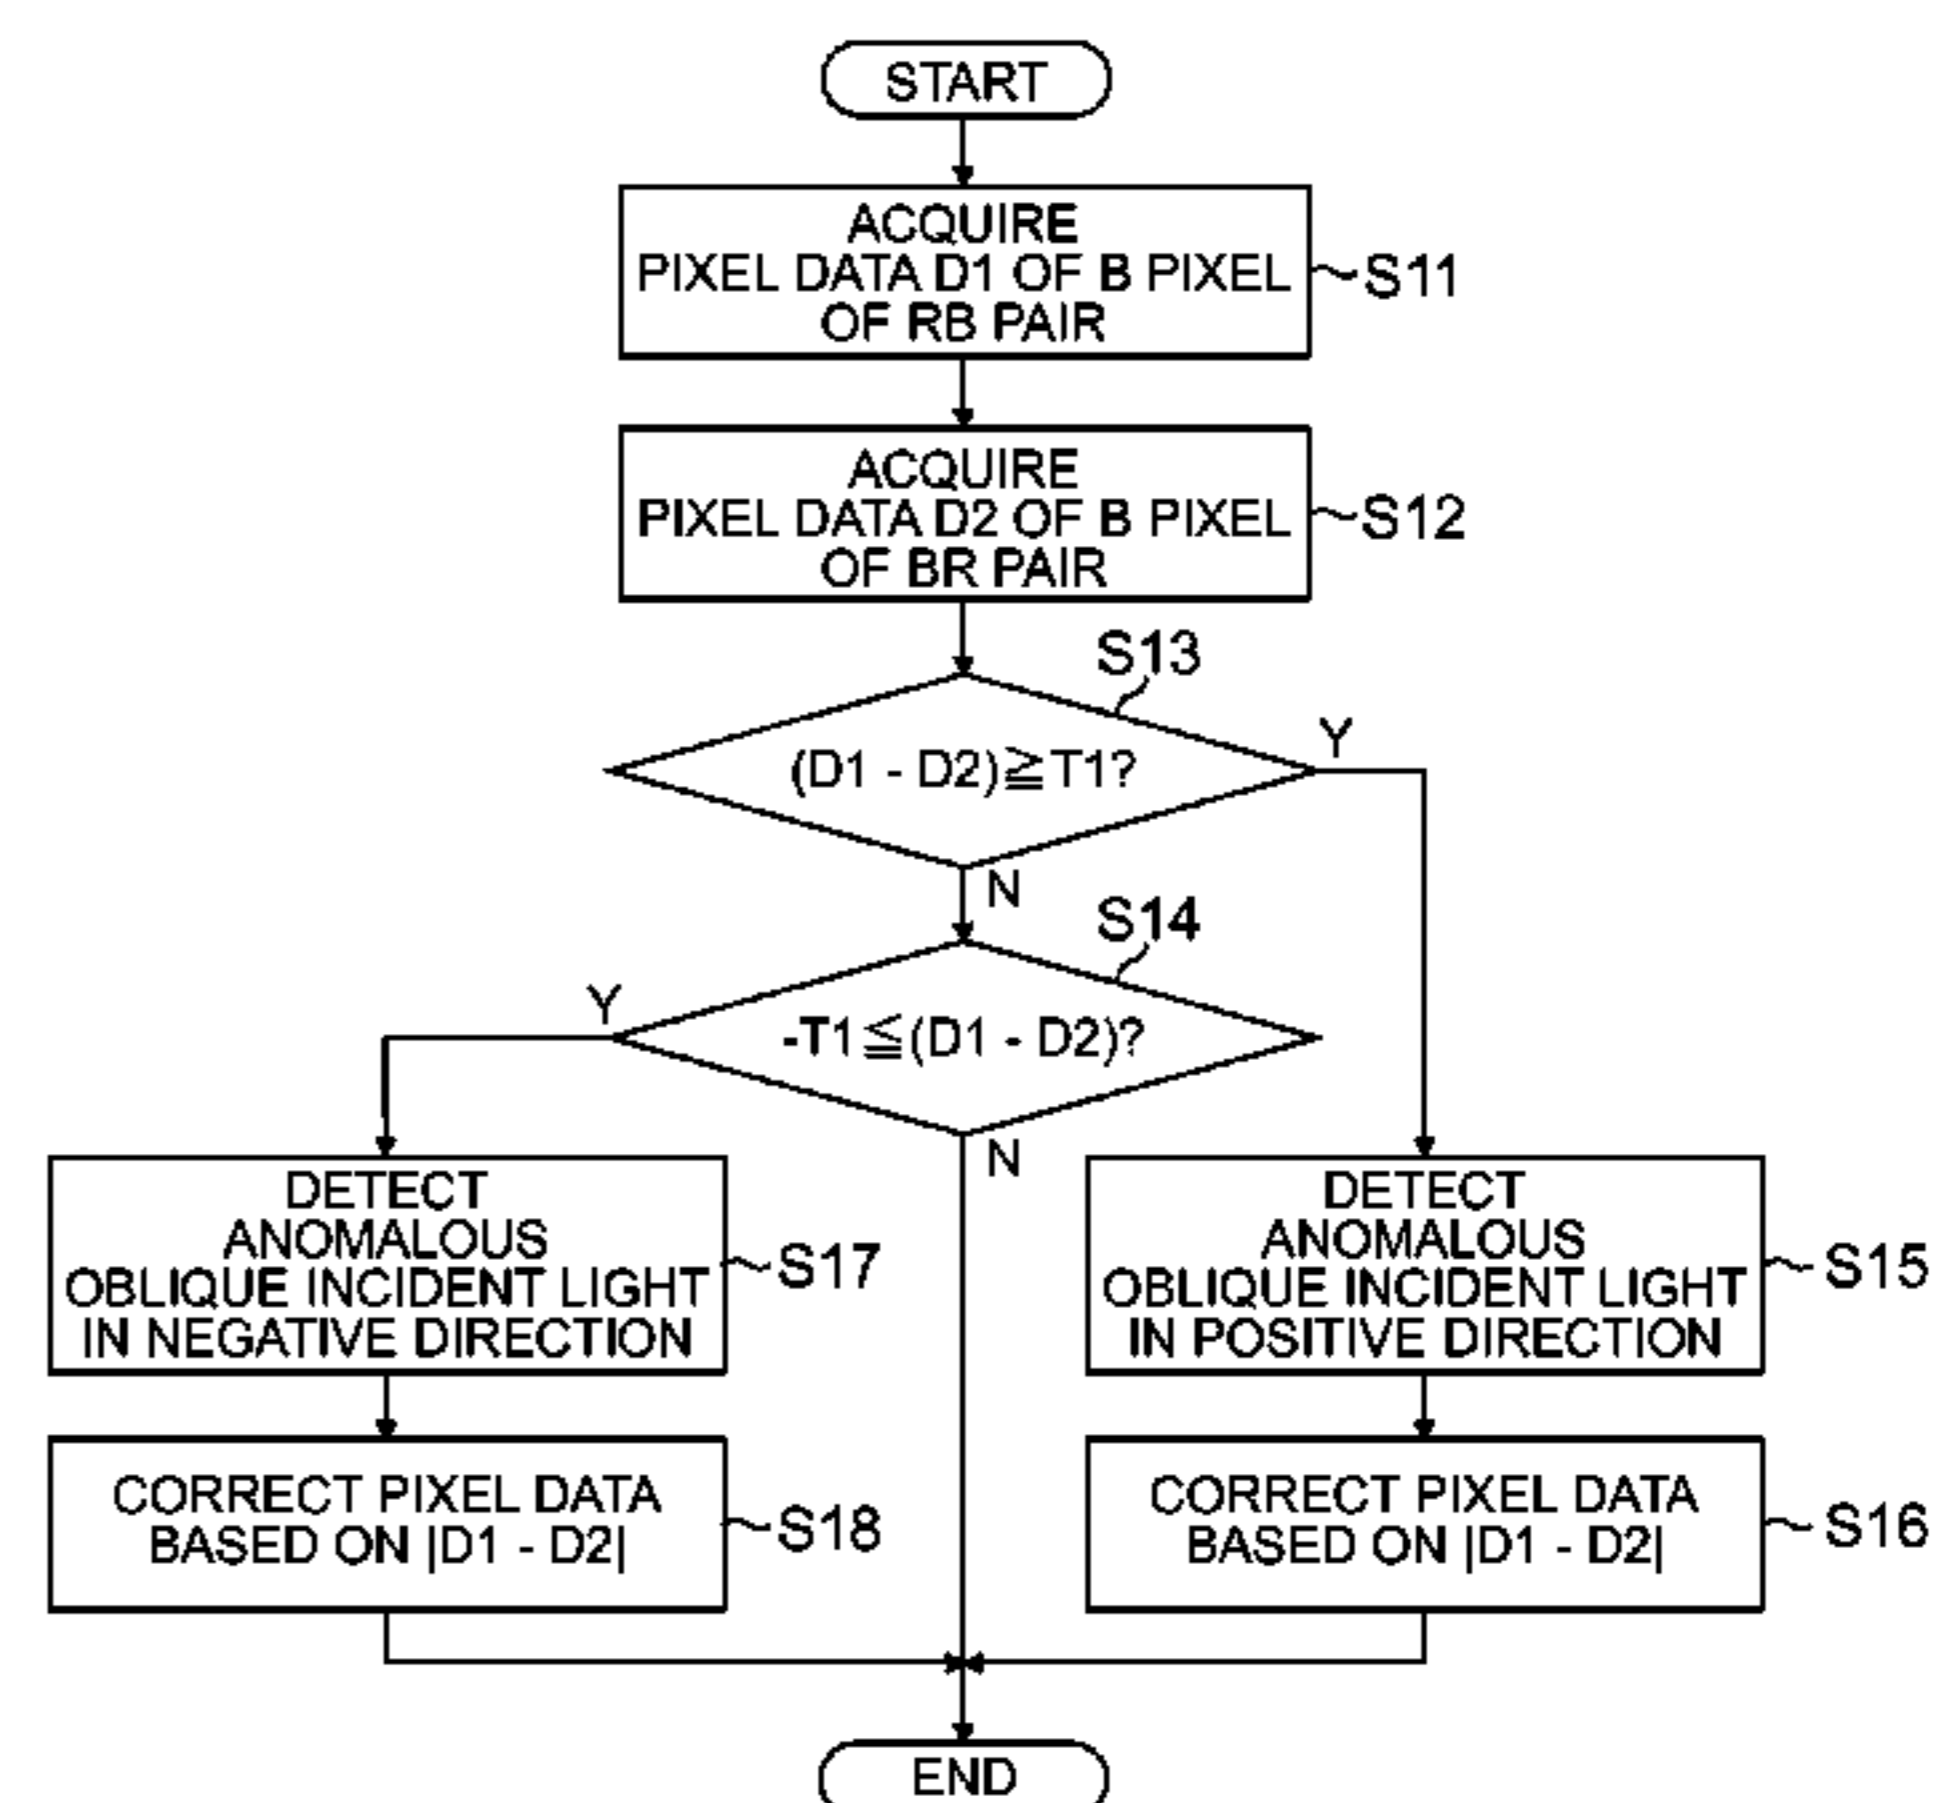 START
ACQUIRE
PIXEL DATA D1 OF B PIXEL
OF RB PAIR
S11
ACQUIRE
PIXEL DATA D2 OF B PIXEL
OF BR PAIR
S12
S13
(D1 - D2)≧T1?
Y
N
S14
-T1≦(D1 - D2)?
Y
N
DETECT
ANOMALOUS
OBLIQUE INCIDENT LIGHT
IN NEGATIVE DIRECTION
S17
DETECT
ANOMALOUS
OBLIQUE INCIDENT LIGHT
IN POSITIVE DIRECTION
S15
CORRECT PIXEL DATA
BASED ON |D1 - D2|
S18
CORRECT PIXEL DATA
BASED ON |D1 - D2|
S16
END